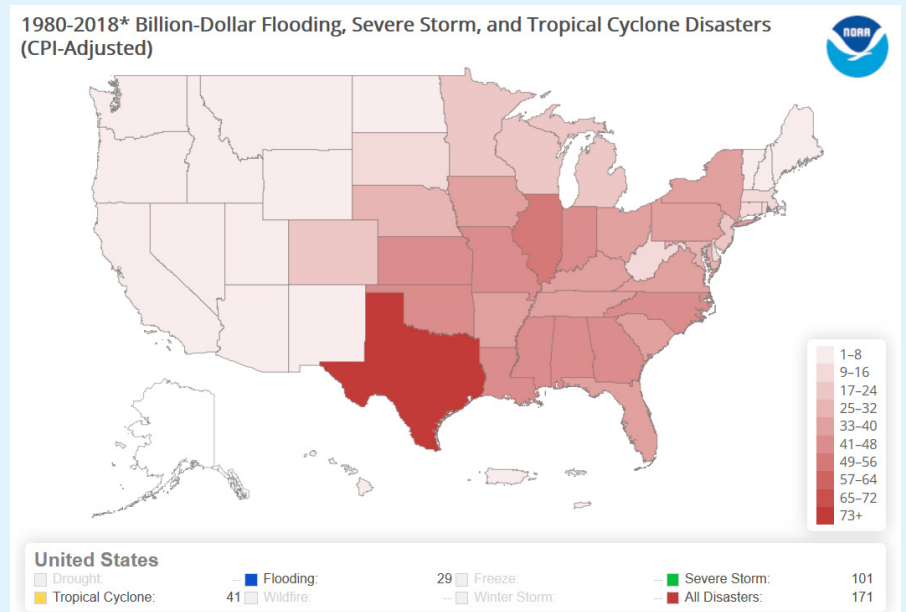 1980-2018* Billion-Dollar Flooding, Severe Storm, and Tropical Cyclone Disasters
(CPI-Adjusted)
NOAA
1–8
9–16
17–24
25–32
33–40
41–48
49–56
57–64
65–72
73+
United States
Drought: -- Flooding: 29 Freeze: -- Severe Storm: 101
Tropical Cyclone: 41 Wildfire: -- Winter Storm: -- All Disasters: 171